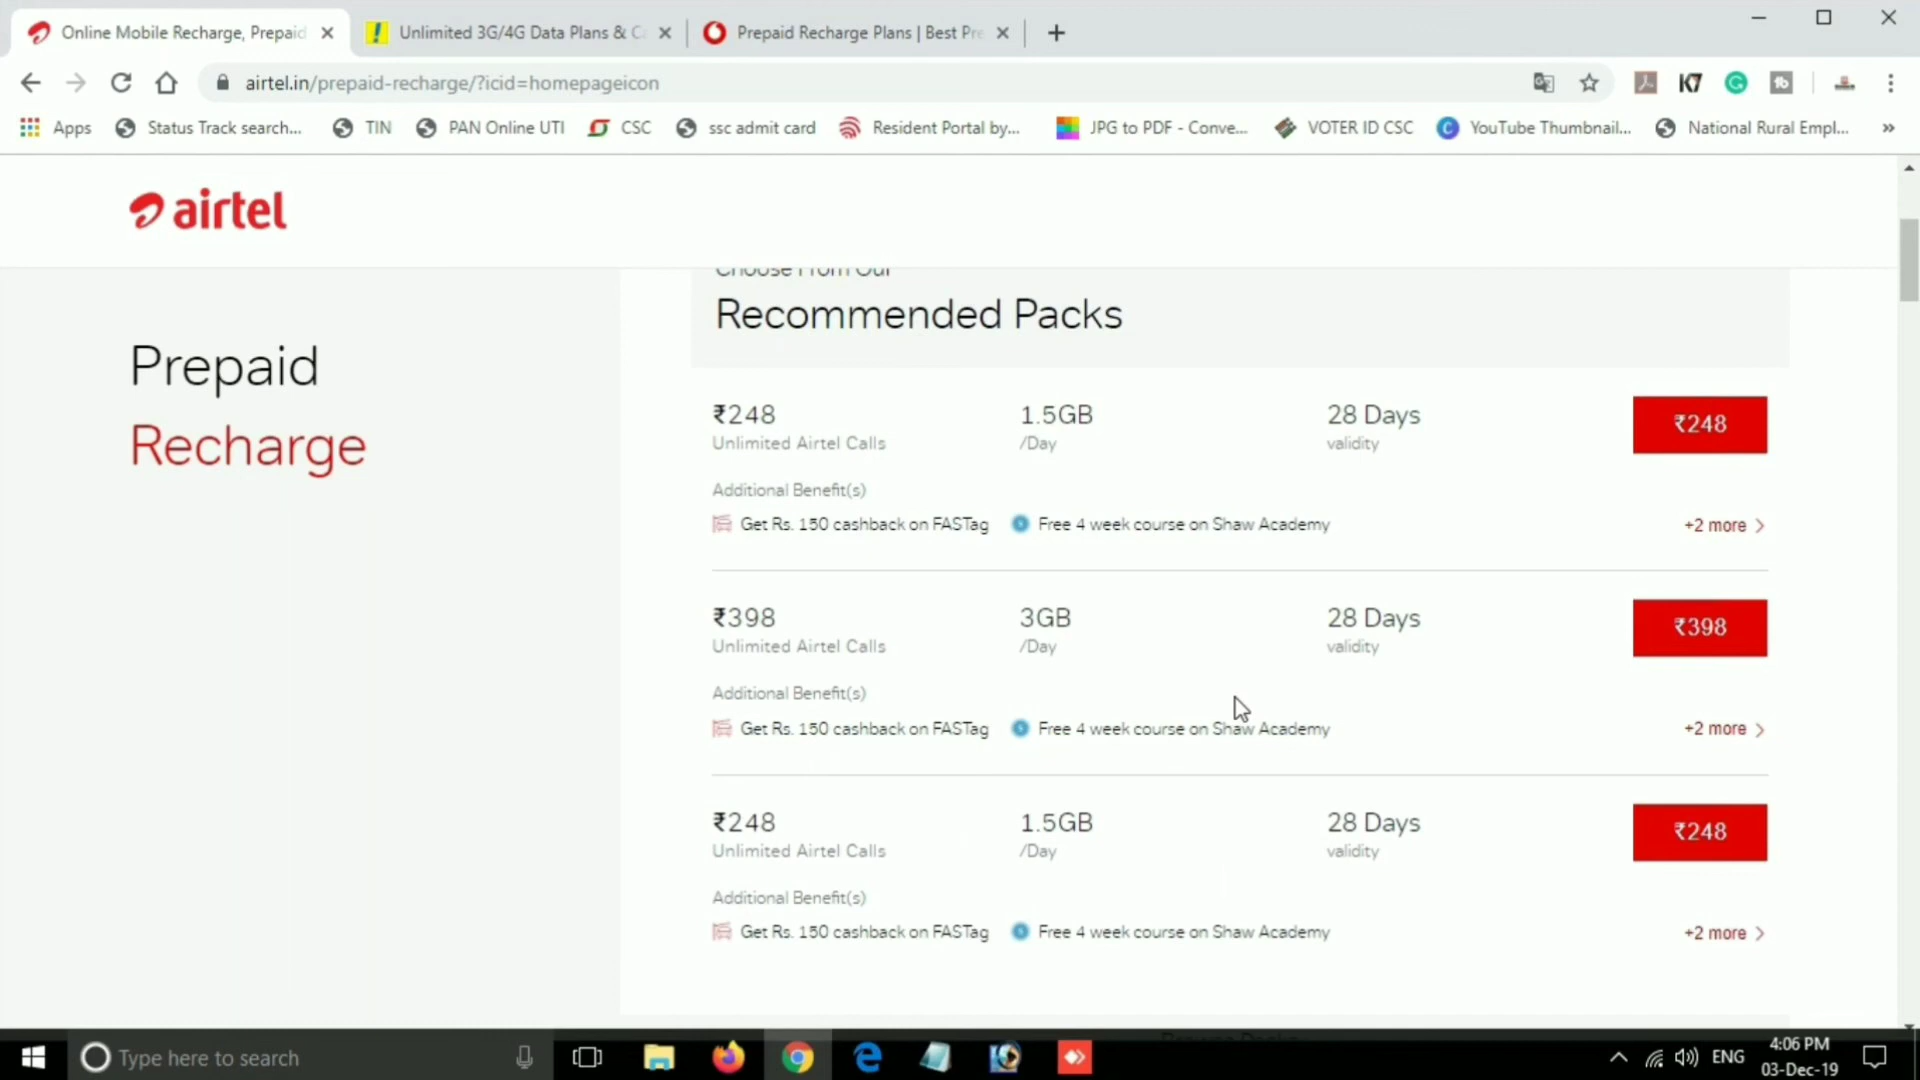 Online Mobile Recharge, Prepaid
Unlimited 3G/4G Data Plans & Ca
Prepaid Recharge Plans | Best Pre
airtel.in/prepaid-recharge/?icid=homepageicon
Apps
Status Track search...
TIN
PAN Online UTI
CSC
ssc admit card
Resident Portal by...
JPG to PDF - Conve...
VOTER ID CSC
YouTube Thumbnail...
National Rural Empl...
»
airtel
Prepaid
Recharge
Choose From Our
Recommended Packs
₹248 1.5GB 28 Days ₹248
Unlimited Airtel Calls /Day validity
Additional Benefit(s)
Get Rs. 150 cashback on FASTag Free 4 week course on Shaw Academy +2 more
₹398 3GB 28 Days ₹398
Unlimited Airtel Calls /Day validity
Additional Benefit(s)
Get Rs. 150 cashback on FASTag Free 4 week course on Shaw Academy +2 more
₹248 1.5GB 28 Days ₹248
Unlimited Airtel Calls /Day validity
Additional Benefit(s)
Get Rs. 150 cashback on FASTag Free 4 week course on Shaw Academy +2 more
Type here to search
ENG
4:06 PM
03-Dec-19